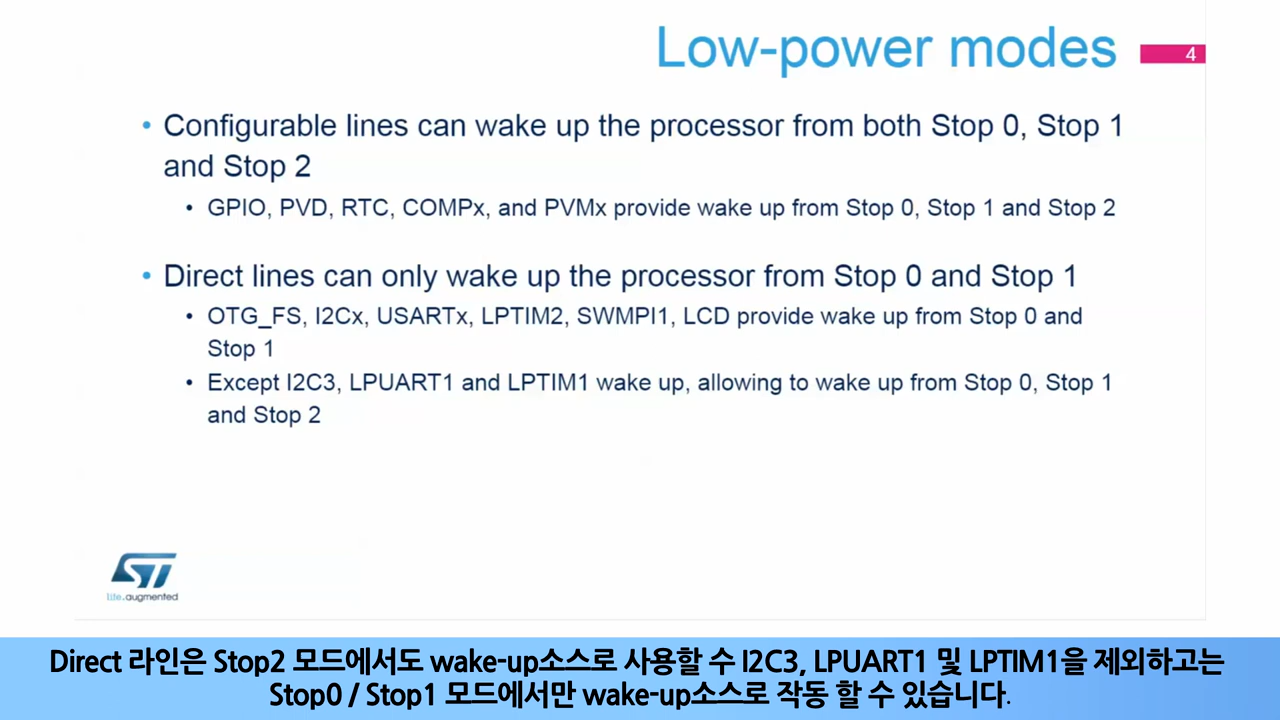 Low-power modes
4
• Configurable lines can wake up the processor from both Stop 0, Stop 1
and Stop 2
• GPIO, PVD, RTC, COMPx, and PVMx provide wake up from Stop 0, Stop 1 and Stop 2
• Direct lines can only wake up the processor from Stop 0 and Stop 1
• OTG_FS, I2Cx, USARTx, LPTIM2, SWMPI1, LCD provide wake up from Stop 0 and
Stop 1
• Except I2C3, LPUART1 and LPTIM1 wake up, allowing to wake up from Stop 0, Stop 1
and Stop 2
ST
life.augmented
Direct 라인은 Stop2 모드에서도 wake-up소스로 사용할 수 I2C3, LPUART1 및 LPTIM1을 제외하고는
Stop0 / Stop1 모드에서만 wake-up소스로 작동 할 수 있습니다.